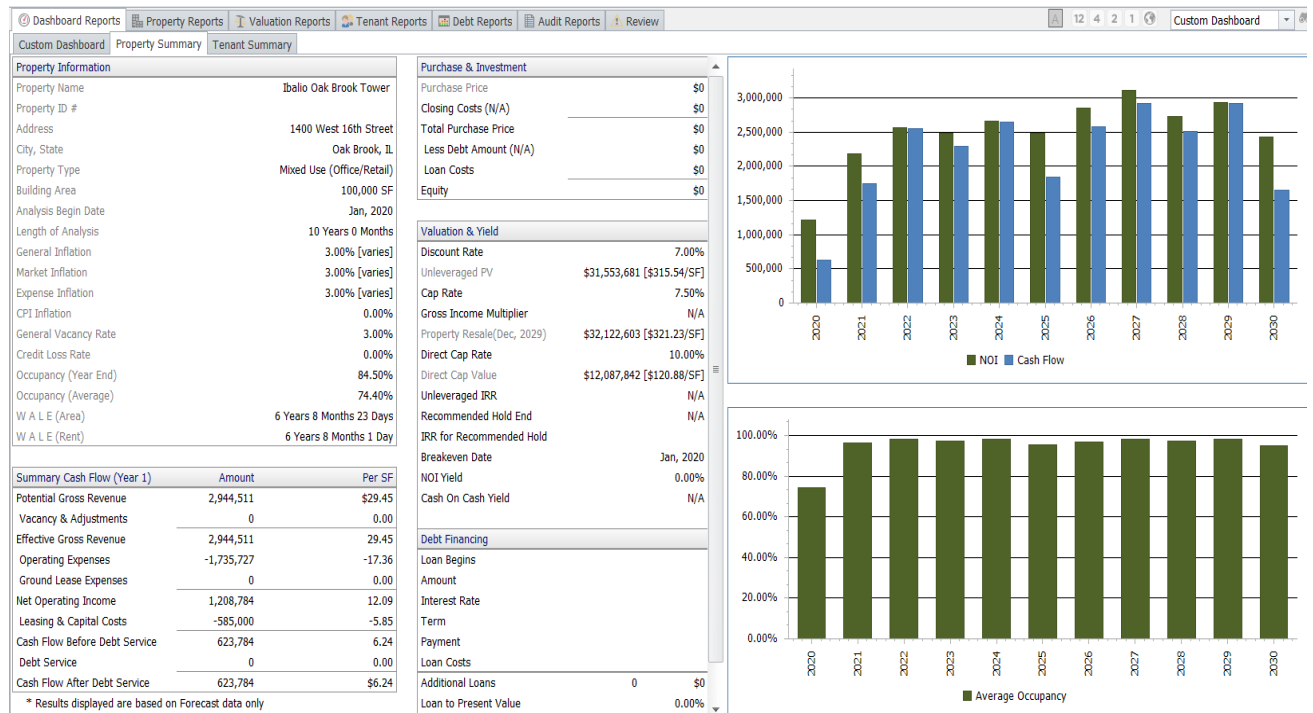 Dashboard Reports Property Reports Valuation Reports Tenant Reports Debt Reports Audit Reports Review A 12 4 2 1 Custom Dashboard
Custom Dashboard Property Summary Tenant Summary
Property Information
Property Name Ibalio Oak Brook Tower
Property ID #
Address 1400 West 16th Street
City, State Oak Brook, IL
Property Type Mixed Use (Office/Retail)
Building Area 100,000 SF
Analysis Begin Date Jan, 2020
Length of Analysis 10 Years 0 Months
General Inflation 3.00% [varies]
Market Inflation 3.00% [varies]
Expense Inflation 3.00% [varies]
CPI Inflation 0.00%
General Vacancy Rate 3.00%
Credit Loss Rate 0.00%
Occupancy (Year End) 84.50%
Occupancy (Average) 74.40%
W A L E (Area) 6 Years 8 Months 23 Days
W A L E (Rent) 6 Years 8 Months 1 Day
Summary Cash Flow (Year 1) Amount Per SF
Potential Gross Revenue 2,944,511 $29.45
Vacancy & Adjustments 0 0.00
Effective Gross Revenue 2,944,511 29.45
Operating Expenses -1,735,727 -17.36
Ground Lease Expenses 0 0.00
Net Operating Income 1,208,784 12.09
Leasing & Capital Costs -585,000 -5.85
Cash Flow Before Debt Service 623,784 6.24
Debt Service 0 0.00
Cash Flow After Debt Service 623,784 $6.24
* Results displayed are based on Forecast data only
Purchase & Investment
Purchase Price $0
Closing Costs (N/A) $0
Total Purchase Price $0
Less Debt Amount (N/A) $0
Loan Costs $0
Equity $0
Valuation & Yield
Discount Rate 7.00%
Unleveraged PV $31,553,681 [$315.54/SF]
Cap Rate 7.50%
Gross Income Multiplier N/A
Property Resale(Dec, 2029) $32,122,603 [$321.23/SF]
Direct Cap Rate 10.00%
Direct Cap Value $12,087,842 [$120.88/SF]
Unleveraged IRR N/A
Recommended Hold End N/A
IRR for Recommended Hold
Breakeven Date Jan, 2020
NOI Yield 0.00%
Cash On Cash Yield N/A
Debt Financing
Loan Begins
Amount
Interest Rate
Term
Payment
Loan Costs
Additional Loans 0 $0
Loan to Present Value 0.00%
3,000,000
2,500,000
2,000,000
1,500,000
1,000,000
500,000
0
2020 2021 2022 2023 2024 2025 2026 2027 2028 2029 2030
NOI Cash Flow
100.00%
80.00%
60.00%
40.00%
20.00%
0.00%
2020 2021 2022 2023 2024 2025 2026 2027 2028 2029 2030
Average Occupancy